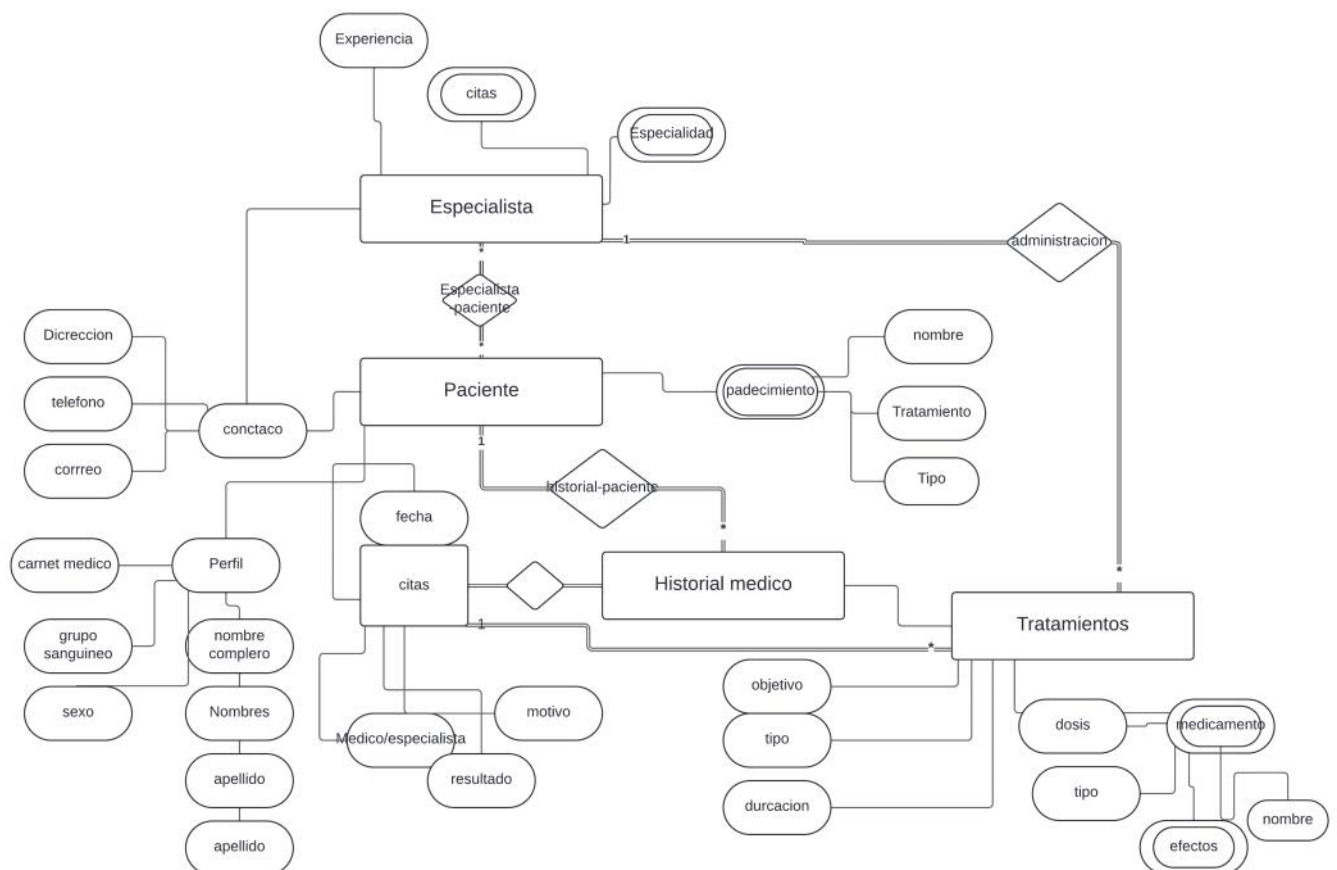 Experiencia
citas
Especialidad
Especialista
1
administracion
*
Especialista
-paciente
*
Dicreccion
nombre
Paciente
padecimiento
telefono
Tratamiento
conctaco
1
corrreo
Tipo
historial-paciente
fecha
*
carnet medico
Perfil
citas
Historial medico
*
1
Tratamientos
grupo
sanguineo
nombre
complero
*
objetivo
sexo
Nombres
motivo
dosis
medicamento
Medico/especialista
tipo
apellido
resultado
tipo
durcacion
nombre
apellido
efectos